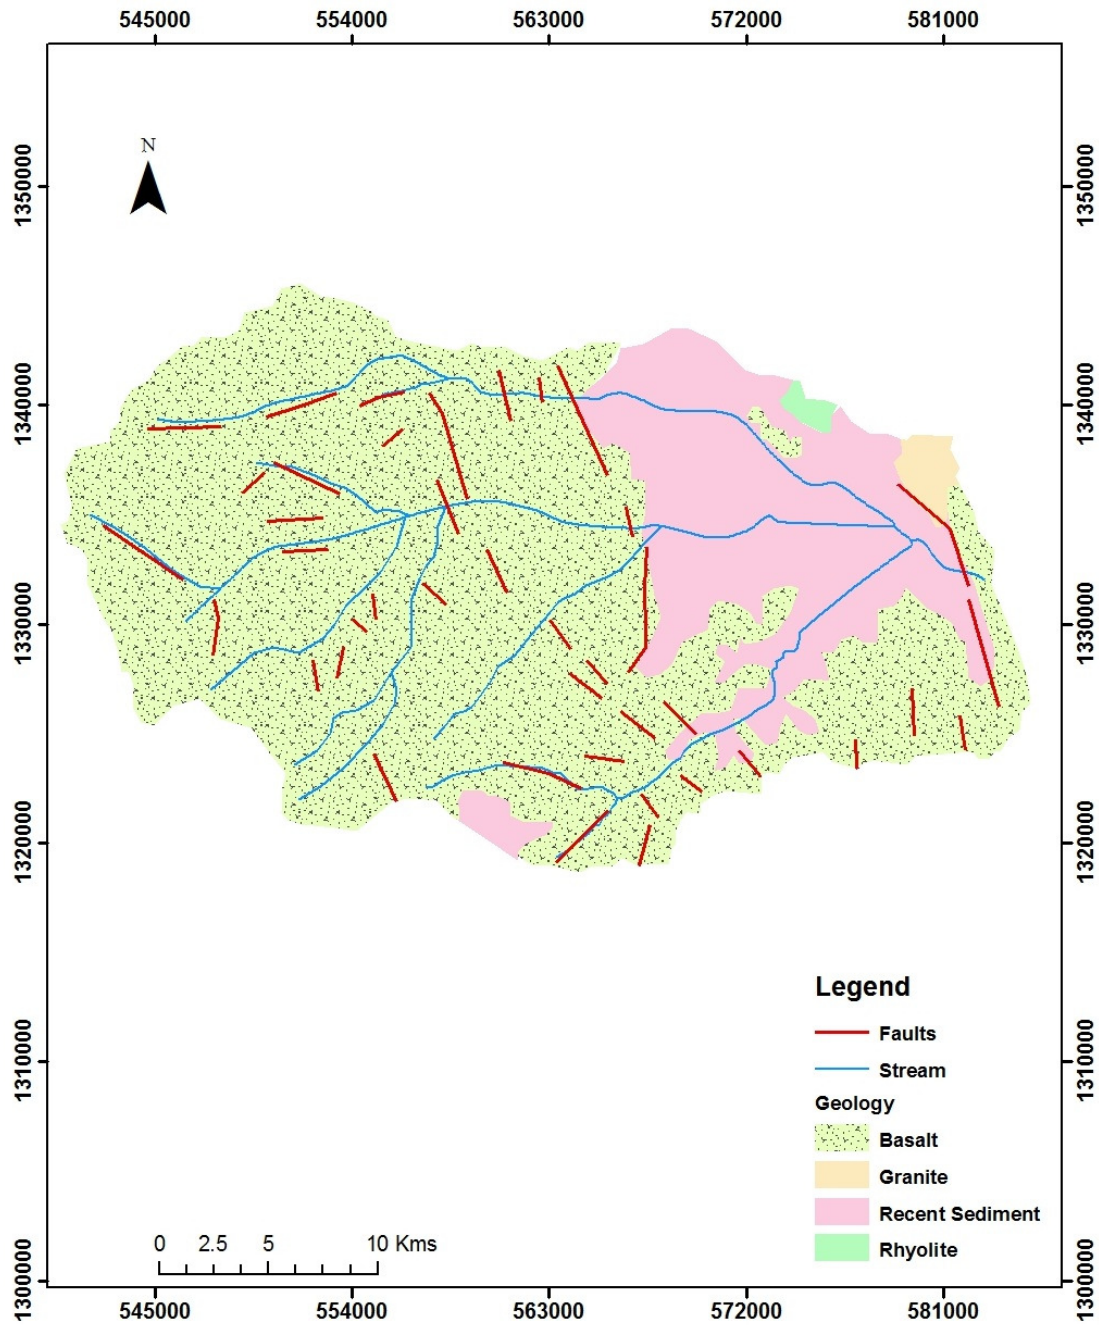 545000 554000 563000 572000 581000
N
1350000 1350000
1340000 1340000
1330000 1330000
1320000 1320000
1310000 1310000
1300000 1300000
Legend
Faults
Stream
Geology
Basalt
Granite
Recent Sediment
Rhyolite
0 2.5 5 10 Kms
545000 554000 563000 572000 581000